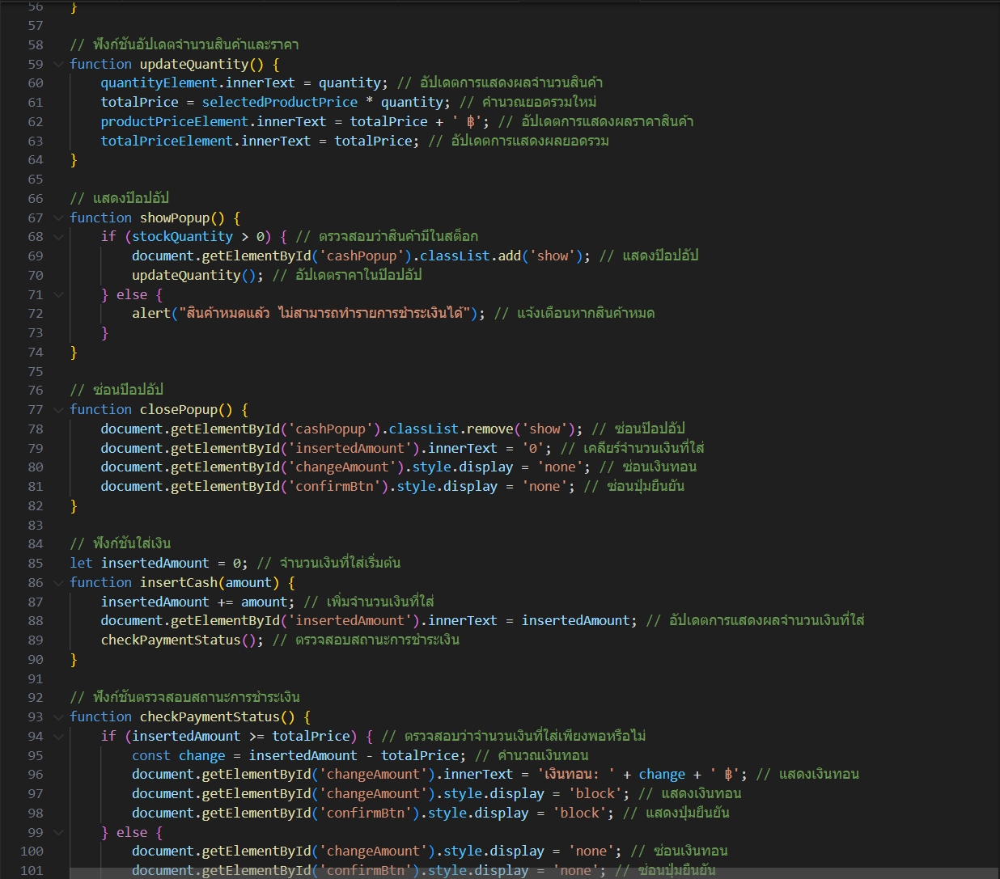 56 }
57
58 // ฟังก์ชันอัปเดตจำนวนสินค้าและราคา
59 function updateQuantity() {
60 quantityElement.innerText = quantity; // อัปเดตการแสดงผลจำนวนสินค้า
61 totalPrice = selectedProductPrice * quantity; // คำนวณยอดรวมใหม่
62 productPriceElement.innerText = totalPrice + ' ฿'; // อัปเดตการแสดงผลราคาสินค้า
63 totalPriceElement.innerText = totalPrice; // อัปเดตการแสดงผลยอดรวม
64 }
65
66 // แสดงป๊อปอัป
67 function showPopup() {
68 if (stockQuantity > 0) { // ตรวจสอบว่าสินค้ามีในสต็อก
69 document.getElementById('cashPopup').classList.add('show'); // แสดงป๊อปอัป
70 updateQuantity(); // อัปเดตราคาในป๊อปอัป
71 } else {
72 alert("สินค้าหมดแล้ว ไม่สามารถทำรายการชำระเงินได้"); // แจ้งเตือนหากสินค้าหมด
73 }
74 }
75
76 // ซ่อนป๊อปอัป
77 function closePopup() {
78 document.getElementById('cashPopup').classList.remove('show'); // ซ่อนป๊อปอัป
79 document.getElementById('insertedAmount').innerText = '0'; // เคลียร์จำนวนเงินที่ใส่
80 document.getElementById('changeAmount').style.display = 'none'; // ซ่อนเงินทอน
81 document.getElementById('confirmBtn').style.display = 'none'; // ซ่อนปุ่มยืนยัน
82 }
83
84 // ฟังก์ชันใส่เงิน
85 let insertedAmount = 0; // จำนวนเงินที่ใส่เริ่มต้น
86 function insertCash(amount) {
87 insertedAmount += amount; // เพิ่มจำนวนเงินที่ใส่
88 document.getElementById('insertedAmount').innerText = insertedAmount; // อัปเดตการแสดงผลจำนวนเงินที่ใส่
89 checkPaymentStatus(); // ตรวจสอบสถานะการชำระเงิน
90 }
91
92 // ฟังก์ชันตรวจสอบสถานะการชำระเงิน
93 function checkPaymentStatus() {
94 if (insertedAmount >= totalPrice) { // ตรวจสอบว่าจำนวนเงินที่ใส่เพียงพอหรือไม่
95 const change = insertedAmount - totalPrice; // คำนวณเงินทอน
96 document.getElementById('changeAmount').innerText = 'เงินทอน: ' + change + ' ฿'; // แสดงเงินทอน
97 document.getElementById('changeAmount').style.display = 'block'; // แสดงเงินทอน
98 document.getElementById('confirmBtn').style.display = 'block'; // แสดงปุ่มยืนยัน
99 } else {
100 document.getElementById('changeAmount').style.display = 'none'; // ซ่อนเงินทอน
101 document.getElementById('confirmBtn').style.display = 'none'; // ซ่อนปุ่มยืนยัน